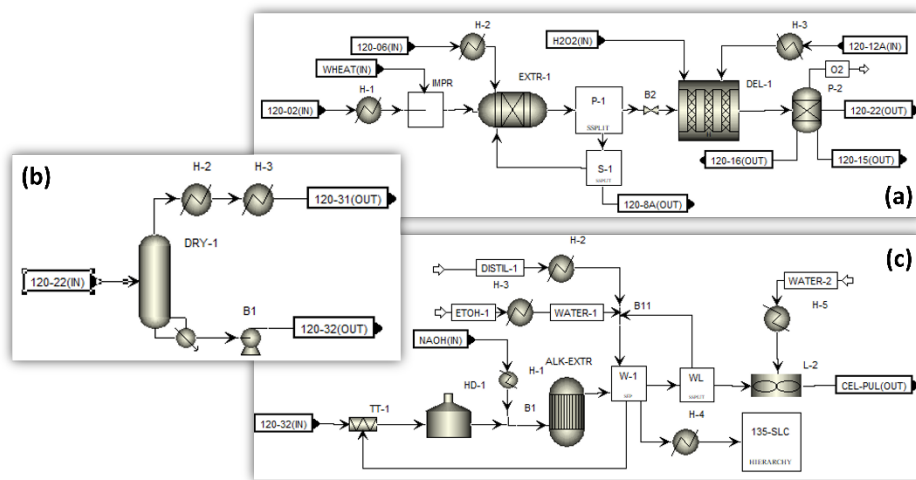 H-2
120-06(IN)
H2O2(IN)
H-3
120-12A(IN)
WHEAT(IN)
IMPR
EXTR-1
DEL-1
O2
P-2
H-1
120-02(IN)
P-1
SSPLIT
B2
120-22(OUT)
S-1
SSPLIT
120-16(OUT)
120-15(OUT)
120-8A(OUT)
(a)
(b)
H-2
H-3
120-31(OUT)
DRY-1
120-22(IN)
B1
120-32(OUT)
H-2
(c)
DISTIL-1
H-3
WATER-2
ETOH-1
WATER-1
B11
H-5
NAOH(IN)
ALK-EXTR
H-1
HD-1
W-1
SEP
WL
SSPLIT
L-2
CEL-PUL(OUT)
TT-1
B1
H-4
120-32(IN)
135-SLC
HIERARCHY